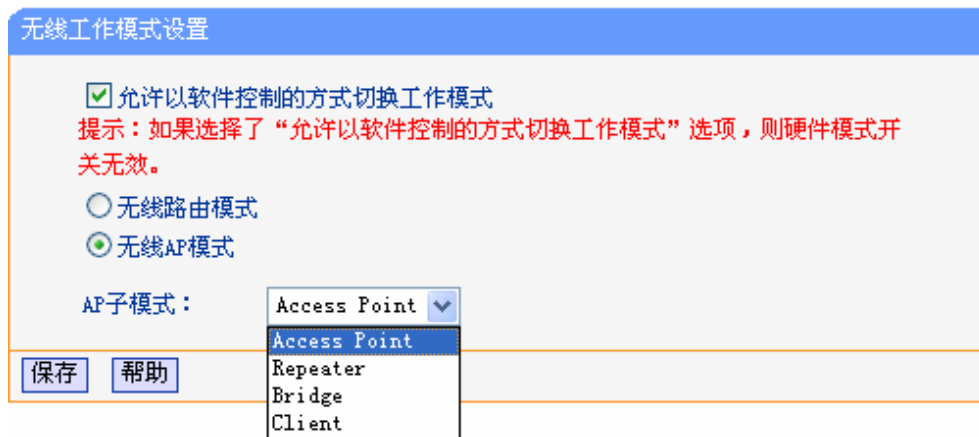 无线工作模式设置
允许以软件控制的方式切换工作模式
提示：如果选择了“允许以软件控制的方式切换工作模式”选项，则硬件模式开
关无效。
无线路由模式
无线AP模式
AP子模式： Access Point
Access Point
Repeater
Bridge
Client
保存 帮助